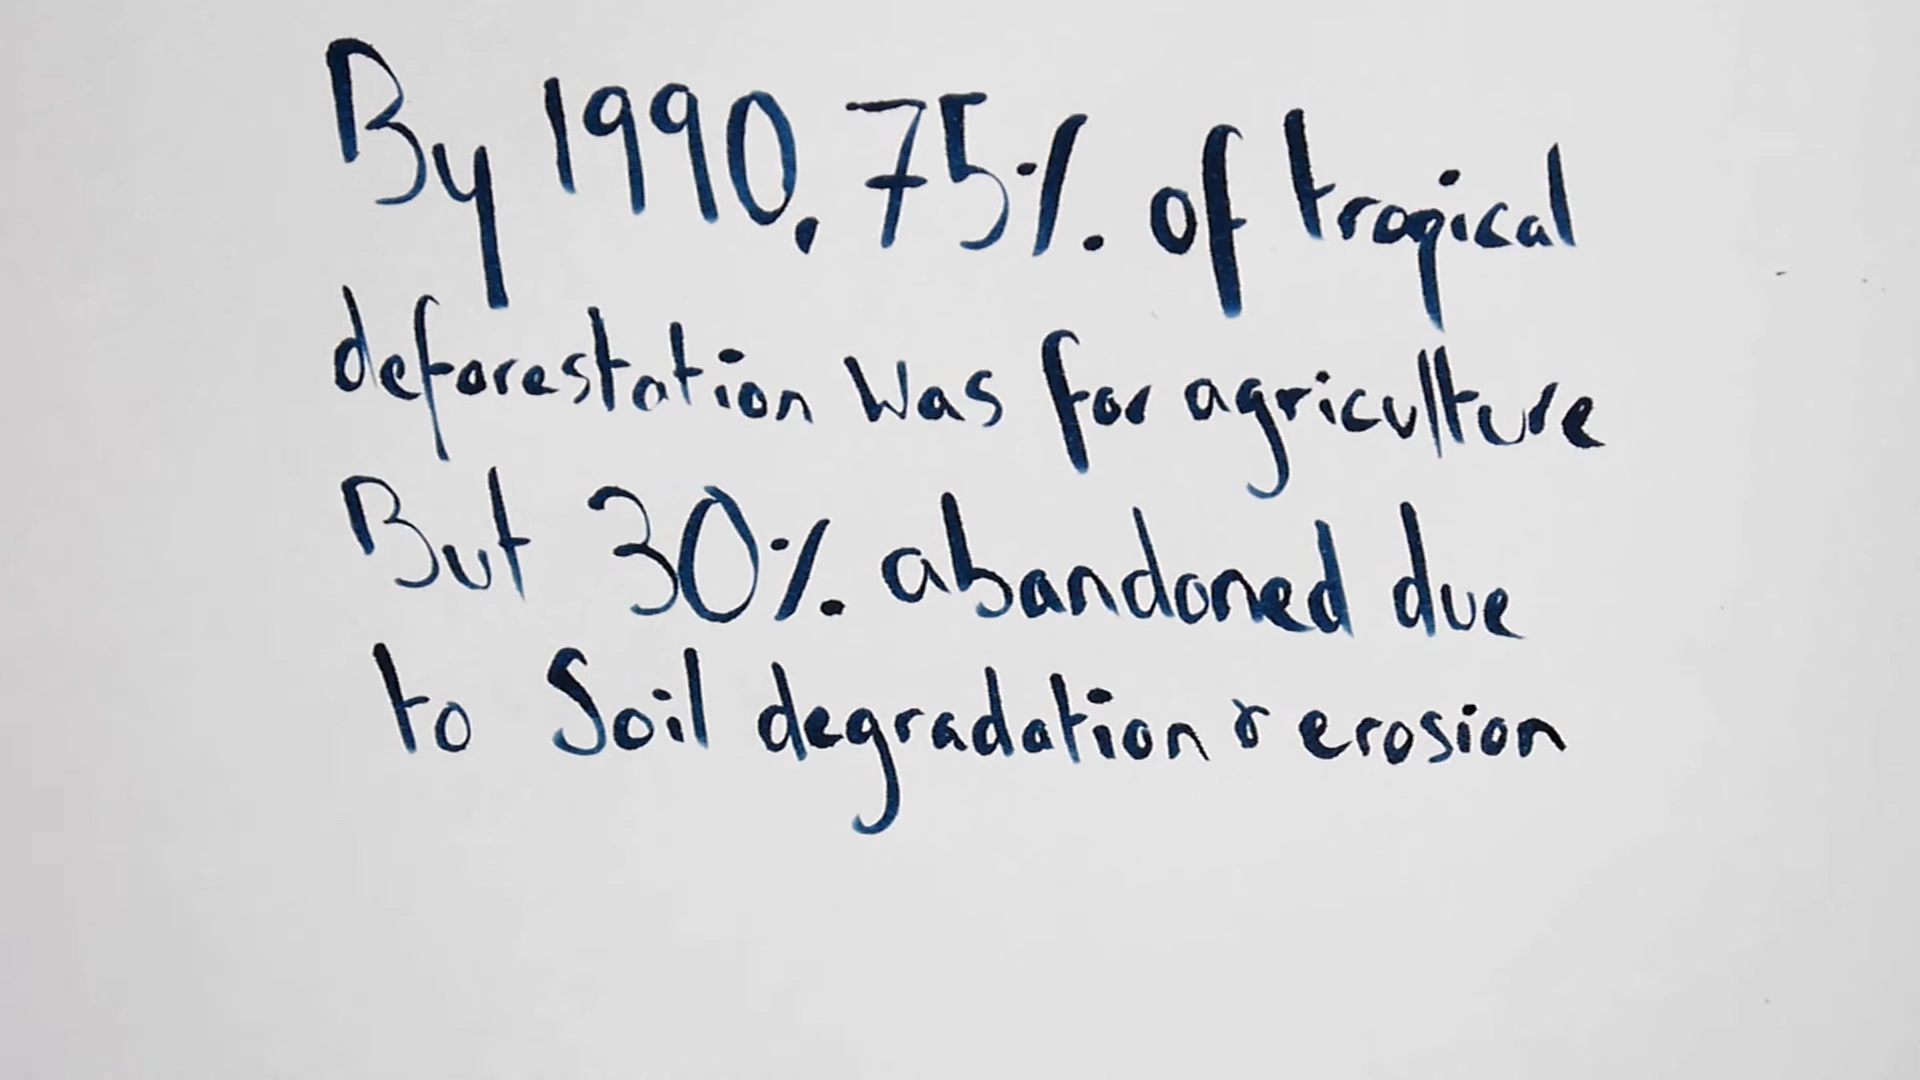 By 1990, 75% of tropical
deforestation was for agriculture
But 30% abandoned due
to Soil degradation & erosion